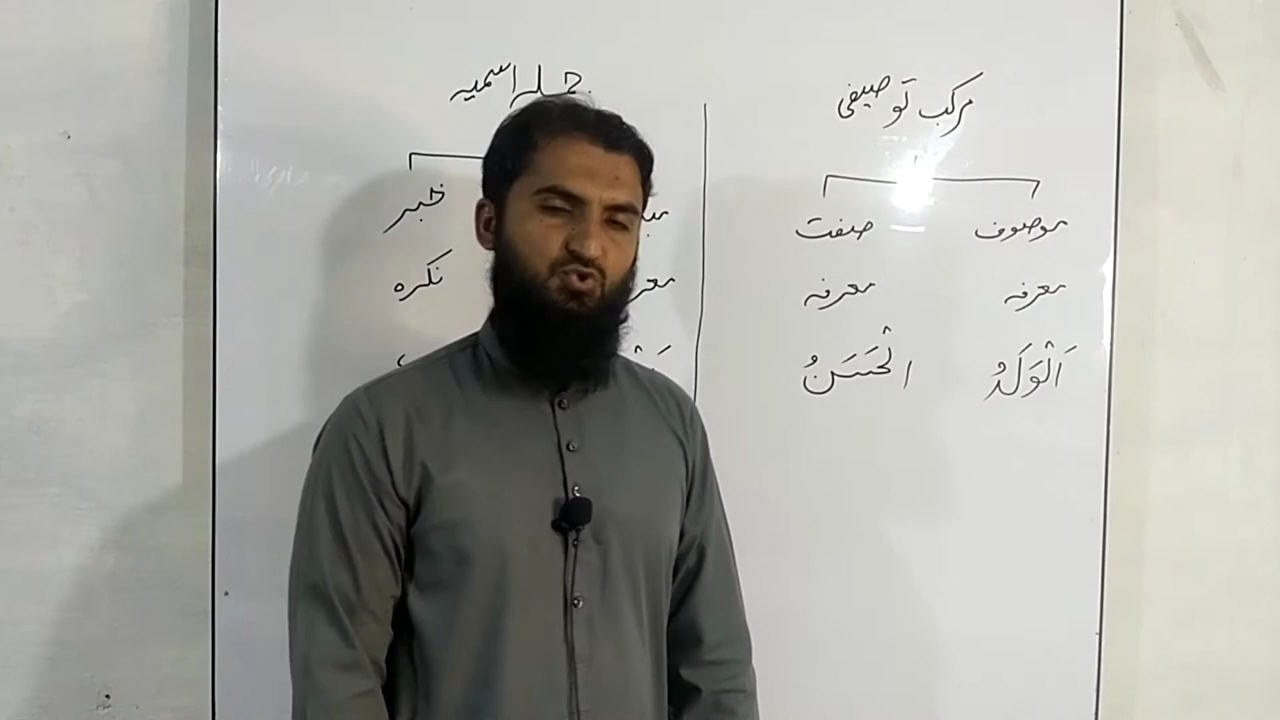 مرکب توصیفی
موصوف صفت
معرفہ معرفہ
اَلْوَلَدُ الْحَسَنُ
جملہ اسمیہ
خبر
نکرہ